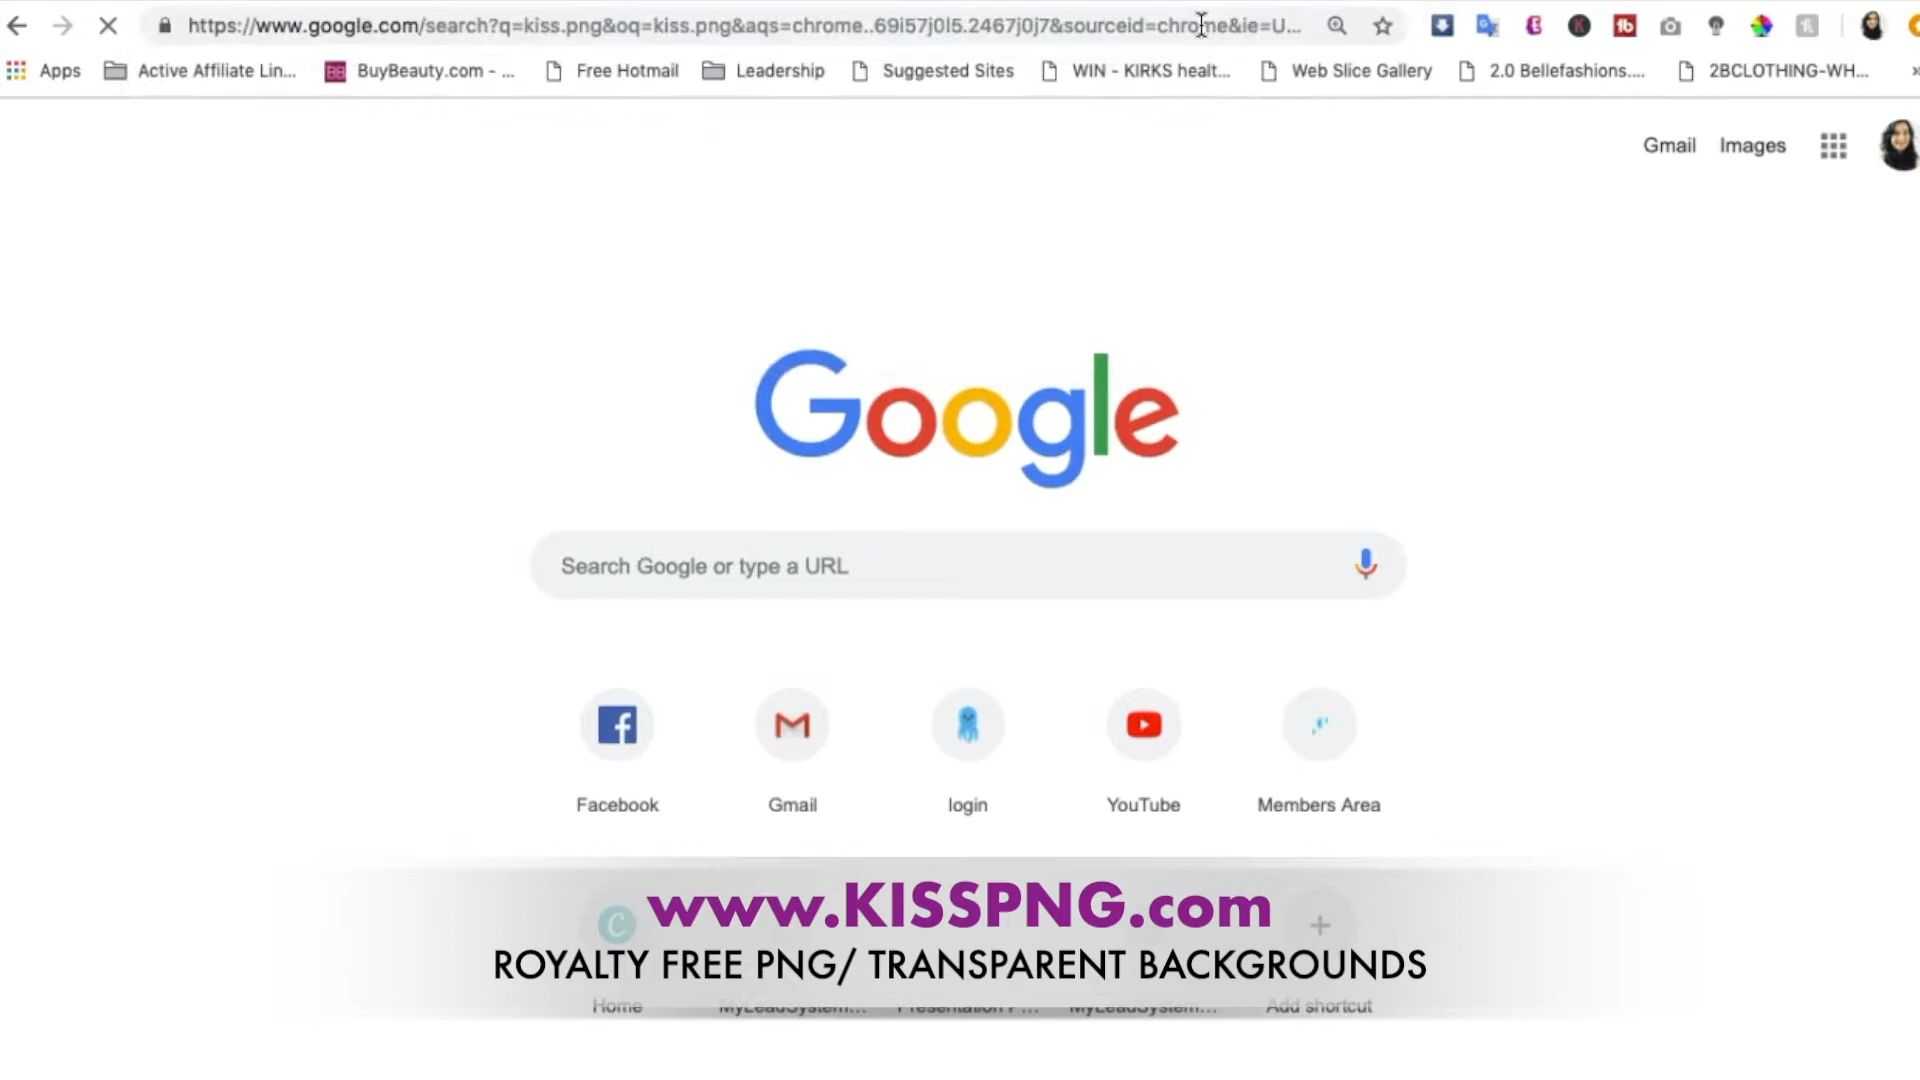 https://www.google.com/search?q=kiss.png&oq=kiss.png&aqs=chrome..69i57j0l5.2467j0j7&sourceid=chrome&ie=U...
Apps Active Affiliate Lin... BuyBeauty.com - ... Free Hotmail Leadership Suggested Sites WIN - KIRKS healt... Web Slice Gallery 2.0 Bellefashions.... 2BCLOTHING-WH...
Gmail Images
Google
Search Google or type a URL
Facebook Gmail login YouTube Members Area
www.KISSPNG.com
ROYALTY FREE PNG/ TRANSPARENT BACKGROUNDS
Home MyLeadSystem... Presentation P... MyLeadSystem... Add shortcut